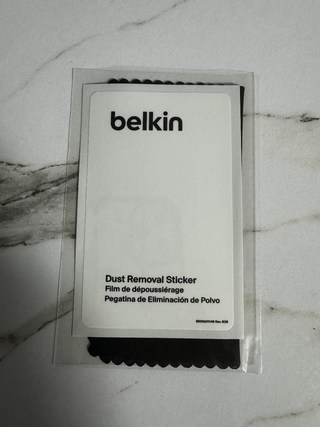 belkin
Dust Removal Sticker
Film de dépoussiérage
Pegatina de Eliminación de Polvo